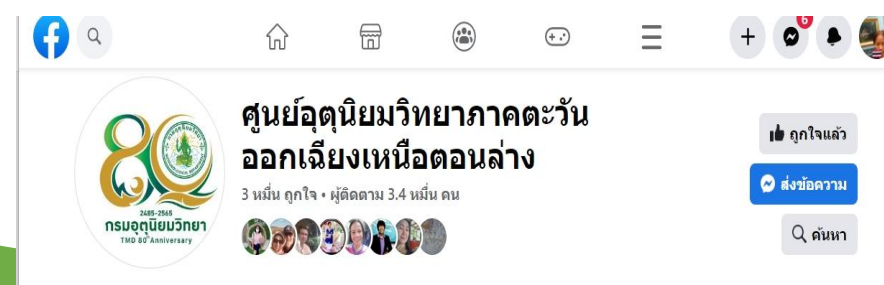 6
ศูนย์อุตุนิยมวิทยาภาคตะวัน
ออกเฉียงเหนือตอนล่าง
3 หมื่น ถูกใจ • ผู้ติดตาม 3.4 หมื่น คน
ถูกใจแล้ว
ส่งข้อความ
ค้นหา
80
2485-2565
กรมอุตุนิยมวิทยา
TMD 80th Anniversary